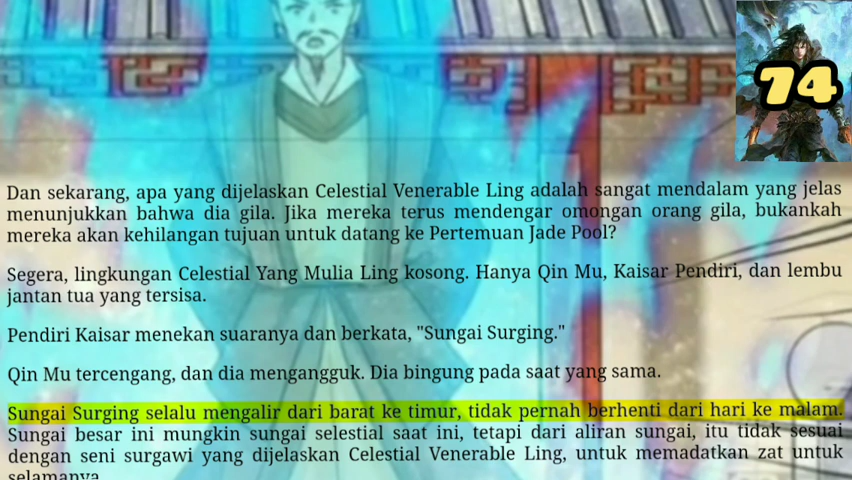 74
Dan sekarang, apa yang dijelaskan Celestial Venerable Ling adalah sangat mendalam yang jelas
menunjukkan bahwa dia gila. Jika mereka terus mendengar omongan orang gila, bukankah
mereka akan kehilangan tujuan untuk datang ke Pertemuan Jade Pool?
Segera, lingkungan Celestial Yang Mulia Ling kosong. Hanya Qin Mu, Kaisar Pendiri, dan lembu
jantan tua yang tersisa.
Pendiri Kaisar menekan suaranya dan berkata, "Sungai Surging."
Qin Mu tercengang, dan dia mengangguk. Dia bingung pada saat yang sama.
Sungai Surging selalu mengalir dari barat ke timur, tidak pernah berhenti dari hari ke malam.
Sungai besar ini mungkin sungai selestial saat ini, tetapi dari aliran sungai, itu tidak sesuai
dengan seni surgawi yang dijelaskan Celestial Venerable Ling, untuk memadatkan zat untuk
selamanya